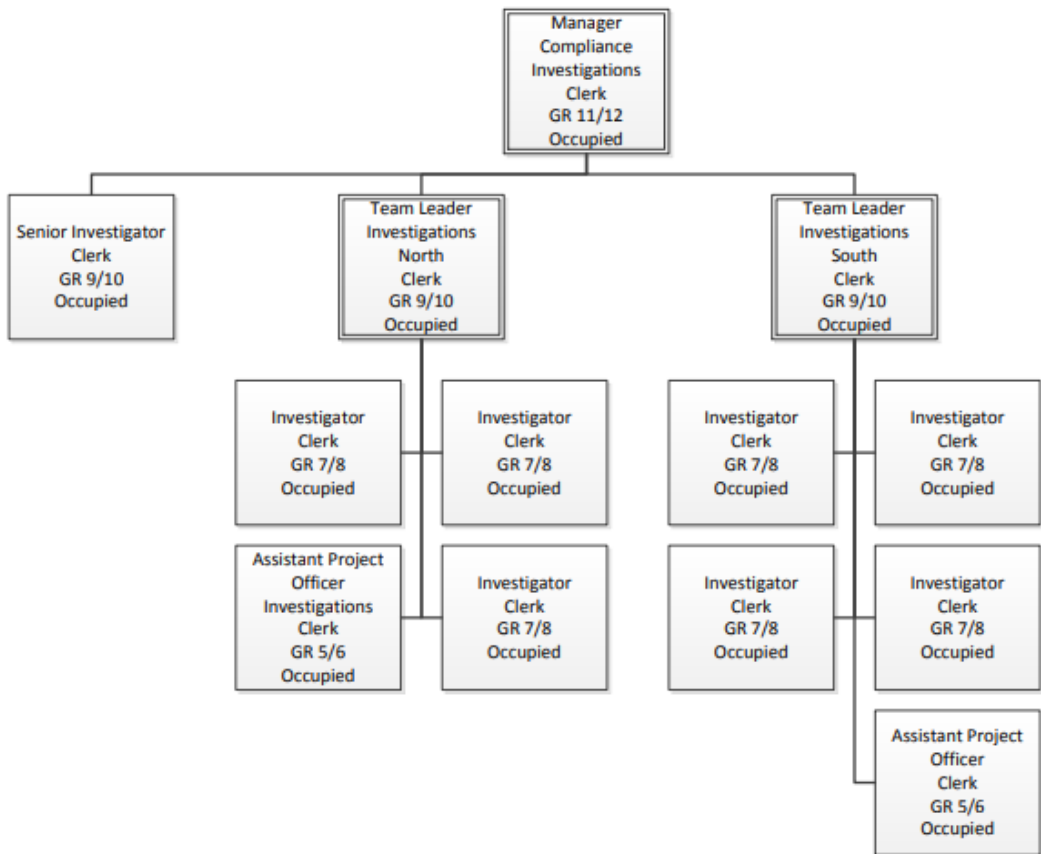 Manager
Compliance
Investigations
Clerk
GR 11/12
Occupied
Senior Investigator
Clerk
GR 9/10
Occupied
Team Leader
Investigations
North
Clerk
GR 9/10
Occupied
Team Leader
Investigations
South
Clerk
GR 9/10
Occupied
Investigator
Clerk
GR 7/8
Occupied
Investigator
Clerk
GR 7/8
Occupied
Investigator
Clerk
GR 7/8
Occupied
Investigator
Clerk
GR 7/8
Occupied
Assistant Project
Officer
Investigations
Clerk
GR 5/6
Occupied
Investigator
Clerk
GR 7/8
Occupied
Investigator
Clerk
GR 7/8
Occupied
Investigator
Clerk
GR 7/8
Occupied
Assistant Project
Officer
Clerk
GR 5/6
Occupied